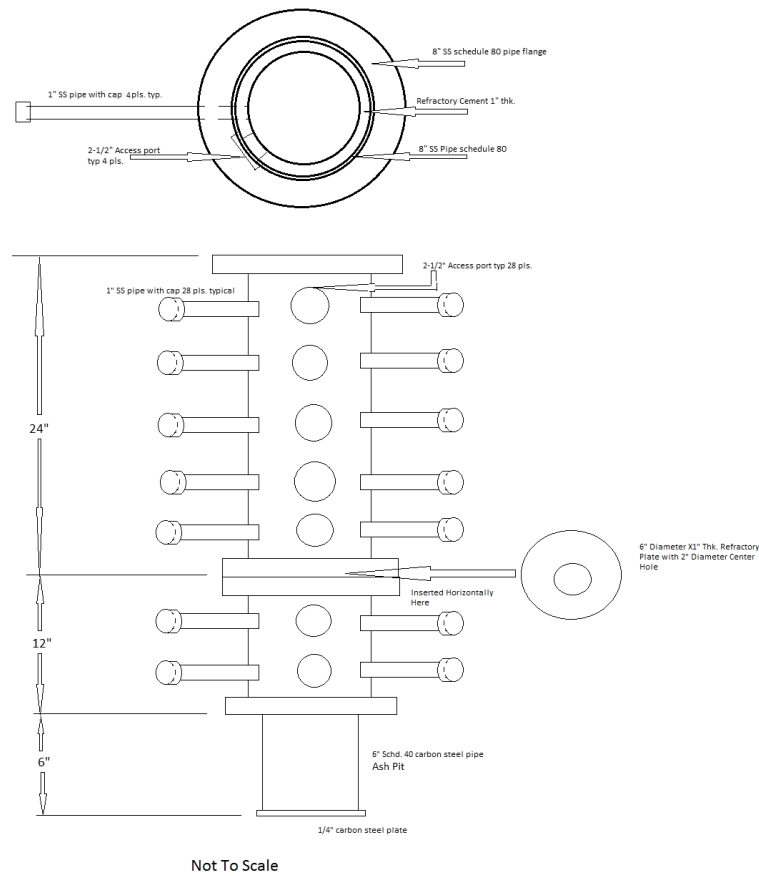 8" SS schedule 80 pipe flange
1" SS pipe with cap 4 pls. typ.
Refractory Cement 1" thk.
2-1/2" Access port
typ 4 pls.
8" SS Pipe schedule 80
2-1/2" Access port typ 28 pls.
1" SS pipe with cap 28 pls. typical
24"
6" Diameter X1" Thk. Refractory
Plate with 2" Diameter Center
Hole
Inserted Horizontally
Here
12"
6" Schd. 40 carbon steel pipe
Ash Pit
6"
1/4" carbon steel plate
Not To Scale